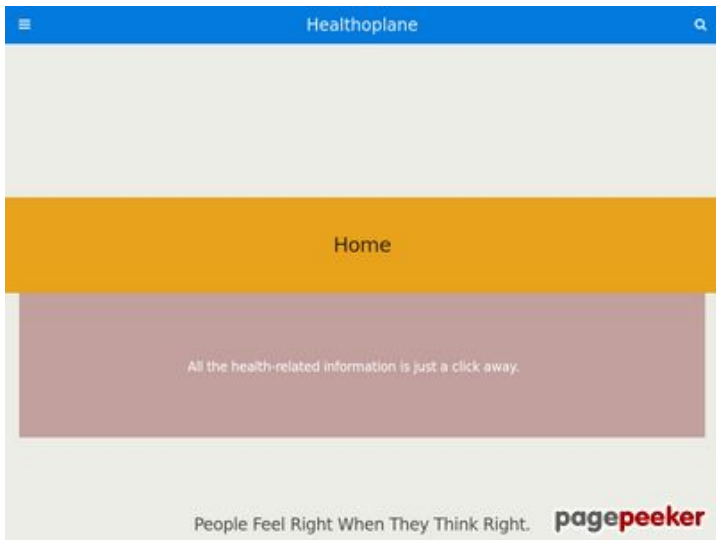 Healthoplane
Home
All the health-related information is just a click away.
People Feel Right When They Think Right.
pagepeeker